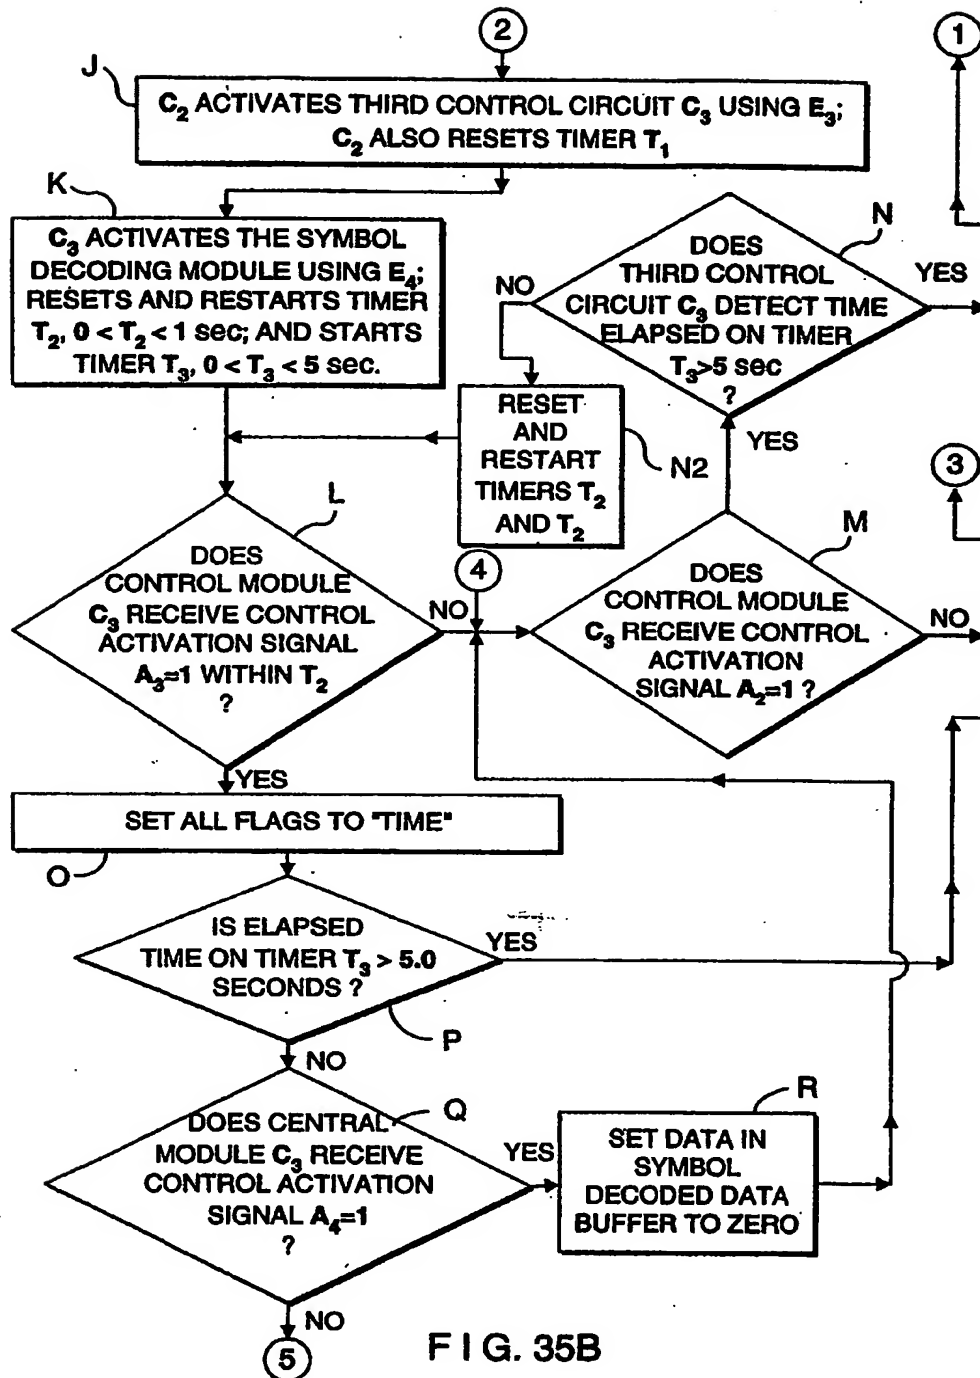 2
1
J
C₂ ACTIVATES THIRD CONTROL CIRCUIT C₃ USING E₃;
C₂ ALSO RESETS TIMER T₁
K
C₃ ACTIVATES THE SYMBOL
DECODING MODULE USING E₄;
RESETS AND RESTARTS TIMER
T₂, 0 < T₂ < 1 sec; AND STARTS
TIMER T₃, 0 < T₃ < 5 sec.
N
DOES
THIRD CONTROL
CIRCUIT C₃ DETECT TIME
ELAPSED ON TIMER
T₃>5 sec
?
NO
YES
RESET
AND
RESTART
TIMERS T₂
AND T₂
N2
YES
3
L
DOES
CONTROL MODULE
C₃ RECEIVE CONTROL
ACTIVATION SIGNAL
A₃=1 WITHIN T₂
?
NO
4
M
DOES
CONTROL MODULE
C₃ RECEIVE CONTROL
ACTIVATION
SIGNAL A₂=1 ?
NO
YES
SET ALL FLAGS TO "TIME"
O
IS ELAPSED
TIME ON TIMER T₃ > 5.0
SECONDS ?
YES
P
NO
Q
DOES CENTRAL
MODULE C₃ RECEIVE
CONTROL ACTIVATION
SIGNAL A₄=1
?
YES
R
SET DATA IN
SYMBOL
DECODED DATA
BUFFER TO ZERO
NO
5
F I G. 35B